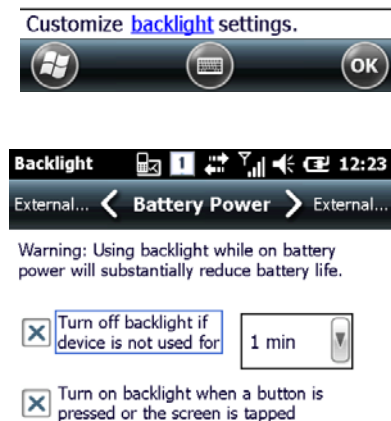 Customize backlight settings.
OK
Backlight 1 12:23
External... Battery Power External...
Warning: Using backlight while on battery
power will substantially reduce battery life.
Turn off backlight if
device is not used for
1 min
Turn on backlight when a button is
pressed or the screen is tapped